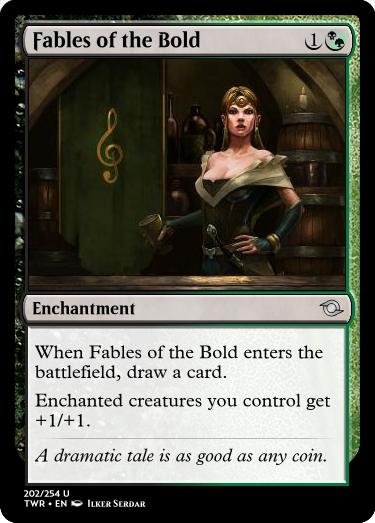 Fables of the Bold 1
Enchantment
When Fables of the Bold enters the
battlefield, draw a card.
Enchanted creatures you control get
+1/+1.
A dramatic tale is as good as any coin.
202/254 U
TWR • EN Ilker Serdar